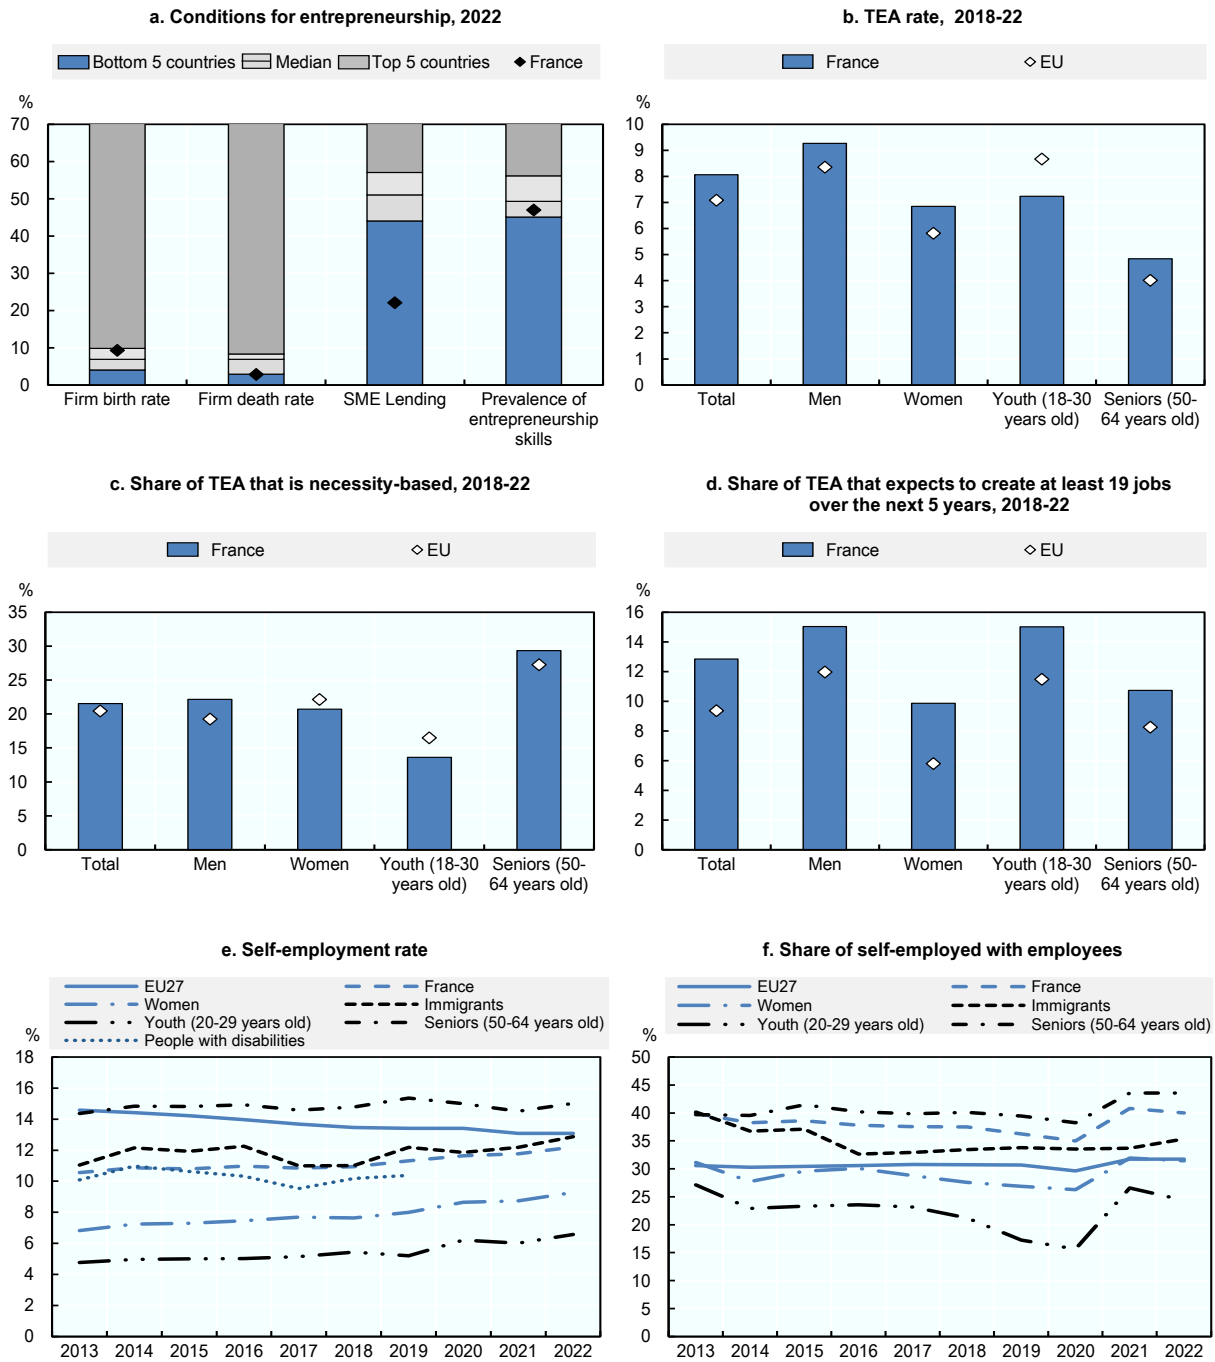 a. Conditions for entrepreneurship, 2022
Bottom 5 countries Median Top 5 countries France
%
70
60
50
40
30
20
10
0
Firm birth rate Firm death rate SME Lending Prevalence of
entrepreneurship
skills
b. TEA rate, 2018-22
France EU
%
10
9
8
7
6
5
4
3
2
1
0
Total Men Women Youth (18-30 Seniors (50-
years old) 64 years old)
c. Share of TEA that is necessity-based, 2018-22
France EU
%
35
30
25
20
15
10
5
0
Total Men Women Youth (18-30 Seniors (50-
years old) 64 years old)
d. Share of TEA that expects to create at least 19 jobs
over the next 5 years, 2018-22
France EU
%
16
14
12
10
8
6
4
2
0
Total Men Women Youth (18-30 Seniors (50-
years old) 64 years old)
e. Self-employment rate
EU27 France
Women Immigrants
Youth (20-29 years old) Seniors (50-64 years old)
People with disabilities
%
18
16
14
12
10
8
6
4
2
0
2013 2014 2015 2016 2017 2018 2019 2020 2021 2022
f. Share of self-employed with employees
EU27 France
Women Immigrants
Youth (20-29 years old) Seniors (50-64 years old)
%
50
45
40
35
30
25
20
15
10
5
0
2013 2014 2015 2016 2017 2018 2019 2020 2021 2022